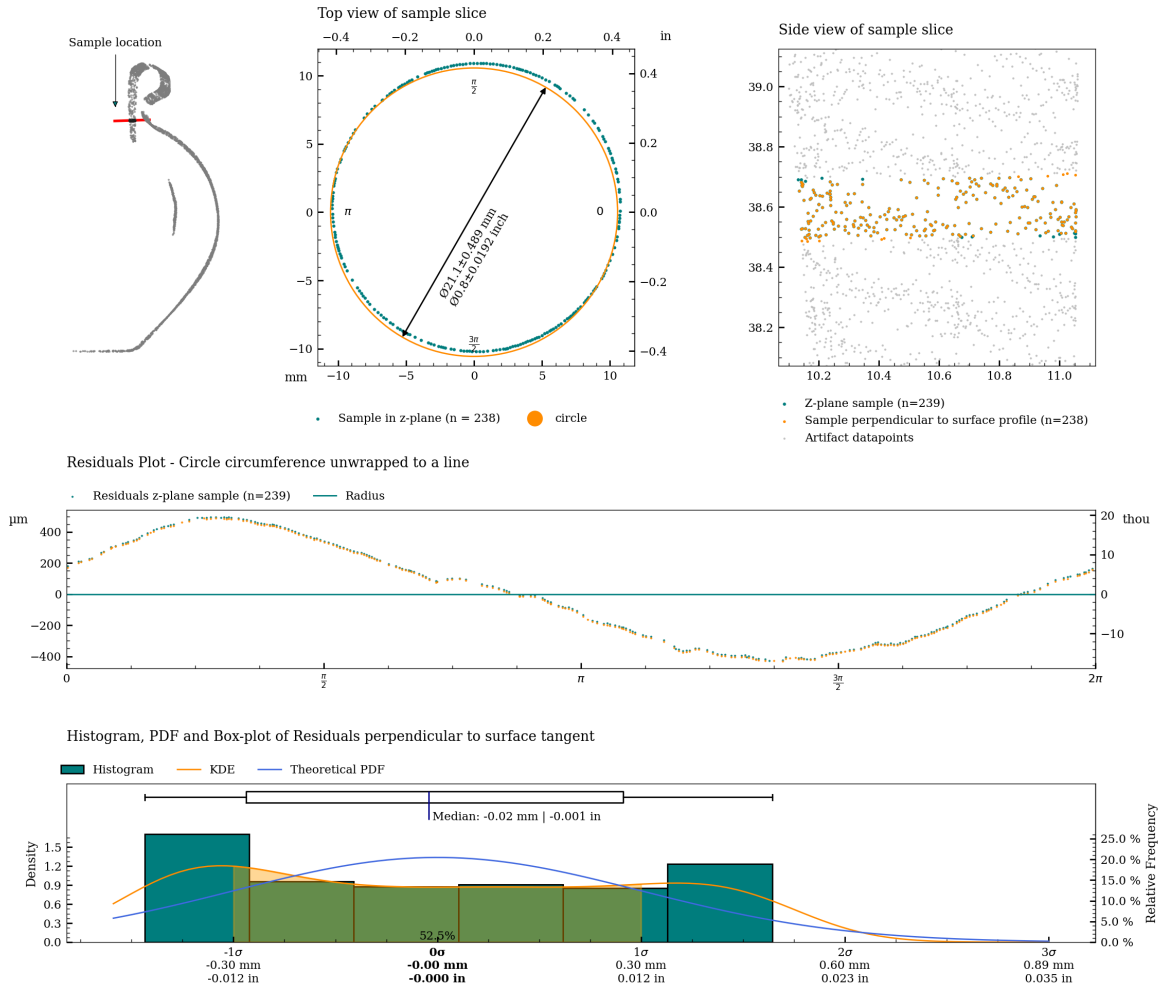 Sample location
Top view of sample slice
−0.4 −0.2 0.0 0.2 0.4 in
10
5
0
−5
−10
mm
0.4
0.2
0.0
−0.2
−0.4
π/2
π
0
3π/2
Ø21.1±0.489 mm
Ø0.8±0.0192 inch
−10 −5 0 5 10
Sample in z-plane (n = 238) circle
Side view of sample slice
39.0
38.8
38.6
38.4
38.2
10.2 10.4 10.6 10.8 11.0
Z-plane sample (n=239)
Sample perpendicular to surface profile (n=238)
Artifact datapoints
Residuals Plot - Circle circumference unwrapped to a line
Residuals z-plane sample (n=239) Radius
µm
400
200
0
−200
−400
20 thou
10
0
−10
0 π/2 π 3π/2 2π
Histogram, PDF and Box-plot of Residuals perpendicular to surface tangent
Histogram KDE Theoretical PDF
Median: -0.02 mm | -0.001 in
Density
1.5
1.2
0.9
0.6
0.3
0.0
52.5%
25.0 %
20.0 %
15.0 %
10.0 %
5.0 %
0.0 %
Relative Frequency
-1σ 0σ 1σ 2σ 3σ
-0.30 mm -0.00 mm 0.30 mm 0.60 mm 0.89 mm
-0.012 in -0.000 in 0.012 in 0.023 in 0.035 in